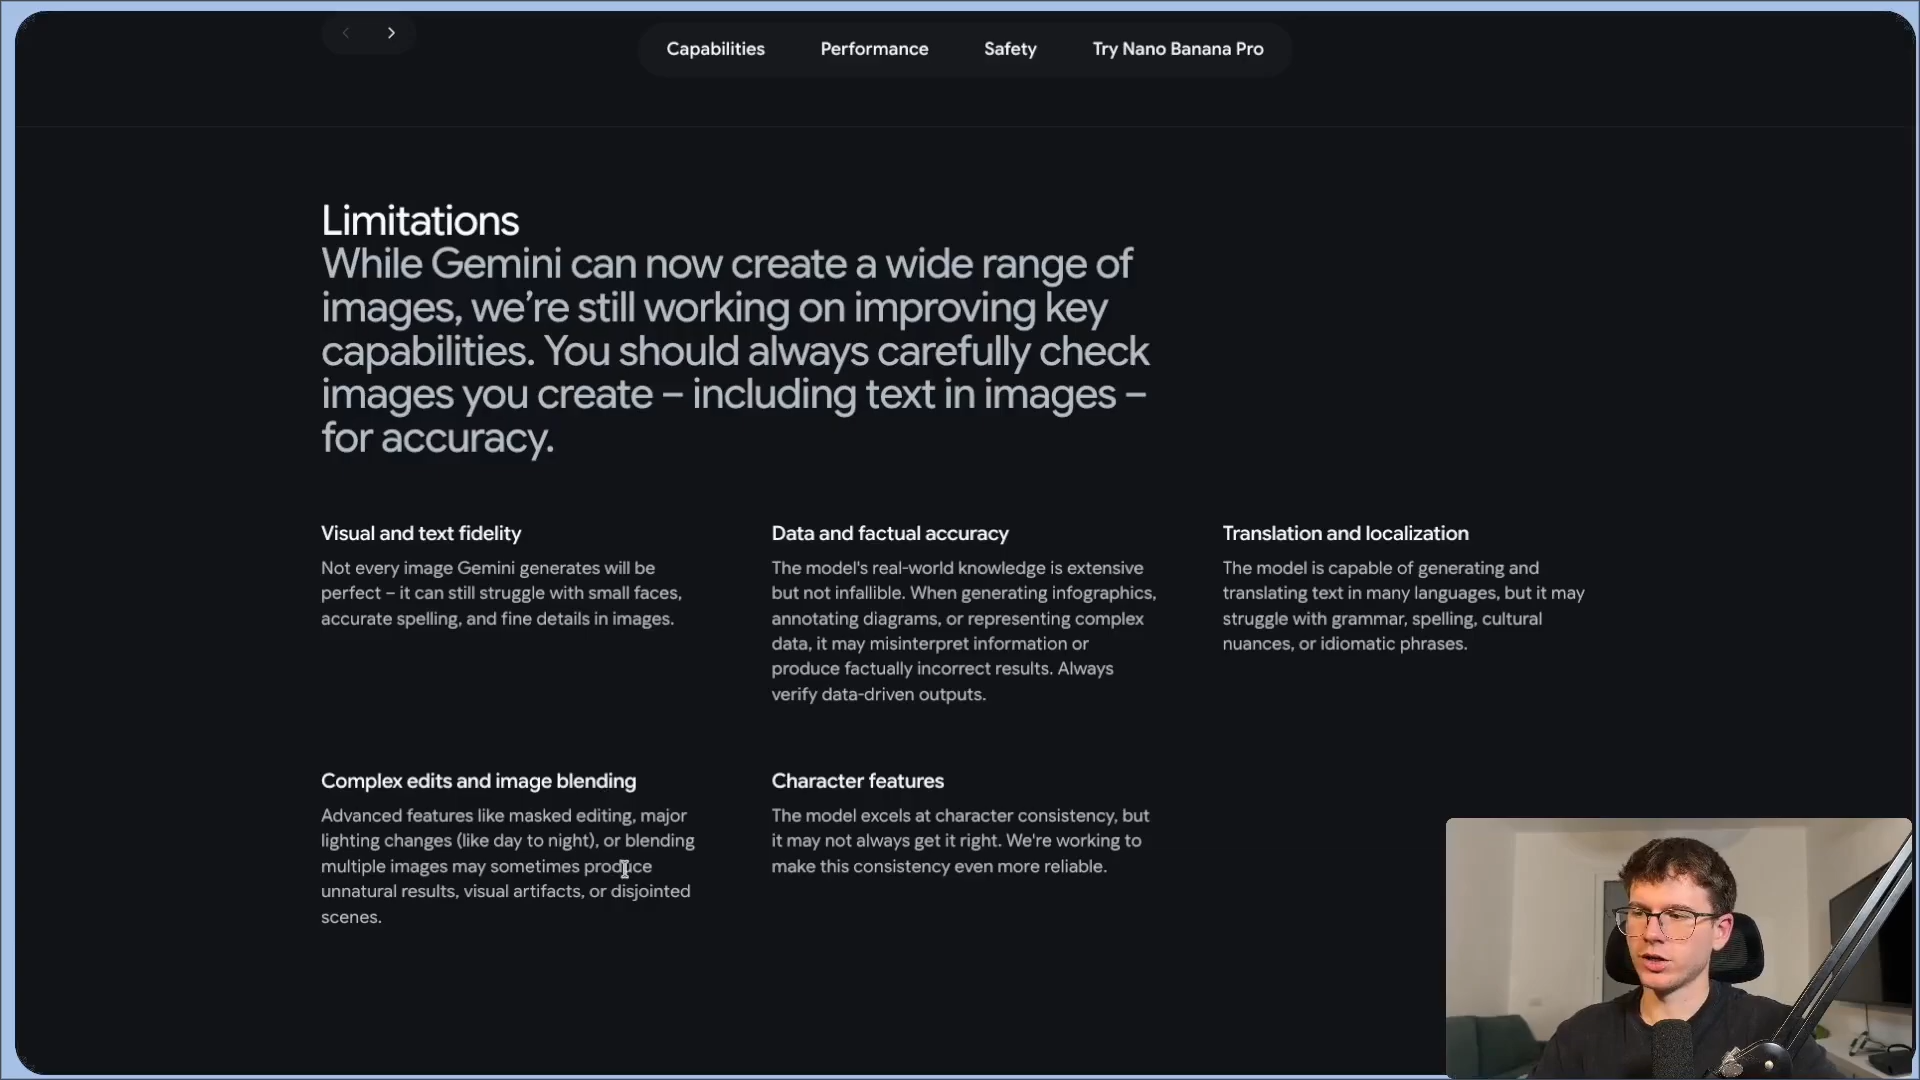 Capabilities
Performance
Safety
Try Nano Banana Pro
Limitations
While Gemini can now create a wide range of
images, we’re still working on improving key
capabilities. You should always carefully check
images you create – including text in images –
for accuracy.
Visual and text fidelity
Not every image Gemini generates will be
perfect – it can still struggle with small faces,
accurate spelling, and fine details in images.
Data and factual accuracy
The model's real-world knowledge is extensive
but not infallible. When generating infographics,
annotating diagrams, or representing complex
data, it may misinterpret information or
produce factually incorrect results. Always
verify data-driven outputs.
Translation and localization
The model is capable of generating and
translating text in many languages, but it may
struggle with grammar, spelling, cultural
nuances, or idiomatic phrases.
Complex edits and image blending
Advanced features like masked editing, major
lighting changes (like day to night), or blending
multiple images may sometimes produce
unnatural results, visual artifacts, or disjointed
scenes.
Character features
The model excels at character consistency, but
it may not always get it right. We're working to
make this consistency even more reliable.